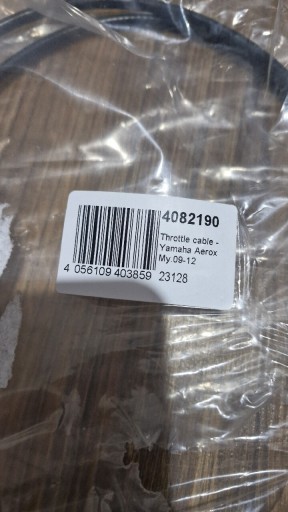 4082190
Throttle cable -
Yamaha Aerox
My.09-12
4 056109 403859 23128